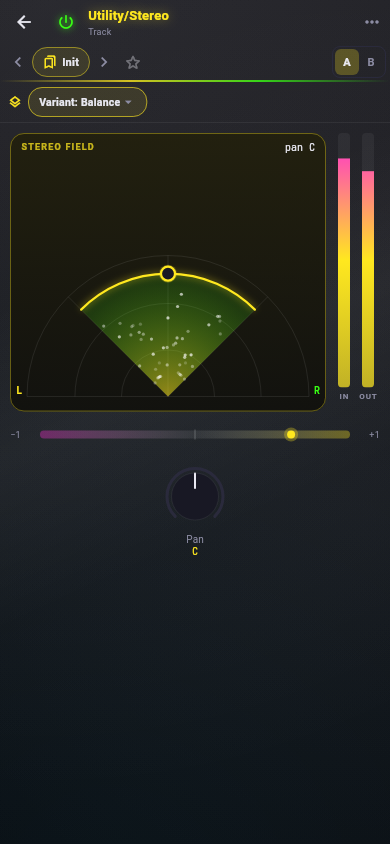 Utility/Stereo
Track
Init
A
B
Variant: Balance
STEREO FIELD
pan C
L
R
IN
OUT
-1
+1
Pan
C